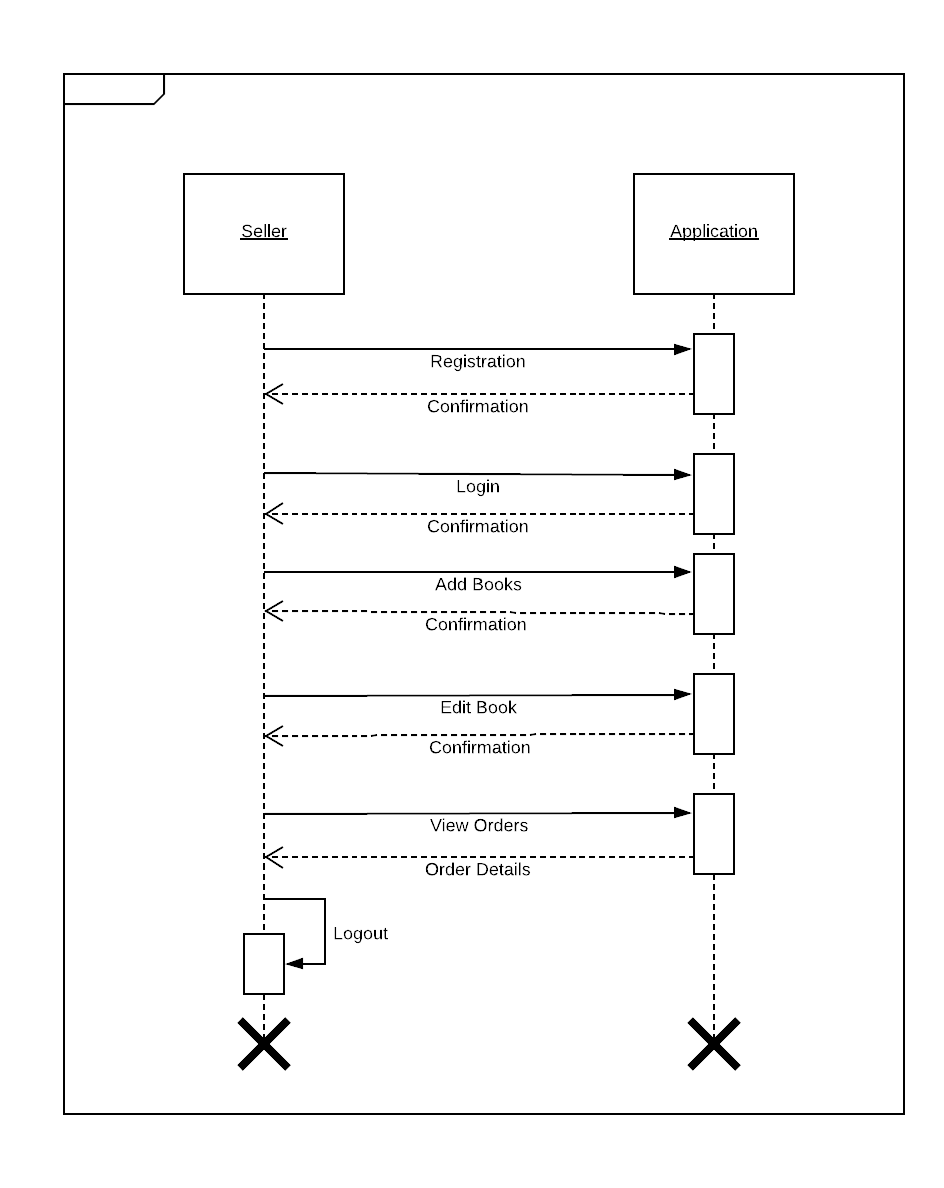 Seller
Application
Registration
Confirmation
Login
Confirmation
Add Books
Confirmation
Edit Book
Confirmation
View Orders
Order Details
Logout